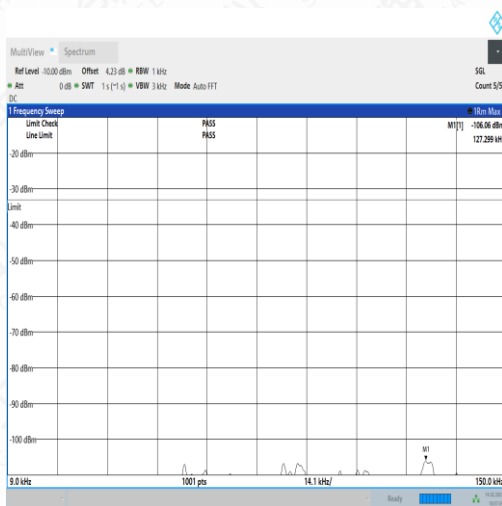 MultiView Spectrum
Ref Level -10.00 dBm Offset 4.23 dB RBW 1 kHz SGL
Att 0 dB SWT 1 s (~1 s) VBW 3 kHz Mode Auto FFT Count 5/5
DC
1 Frequency Sweep 1Rm Max
Limit Check PASS M1[1] -106.06 dBm
Line Limit PASS 127.299 kHz
-20 dBm
-30 dBm
Limit
-40 dBm
-50 dBm
-60 dBm
-70 dBm
-80 dBm
-90 dBm
-100 dBm
M1
9.0 kHz 1001 pts 14.1 kHz/ 150.0 kHz
Ready